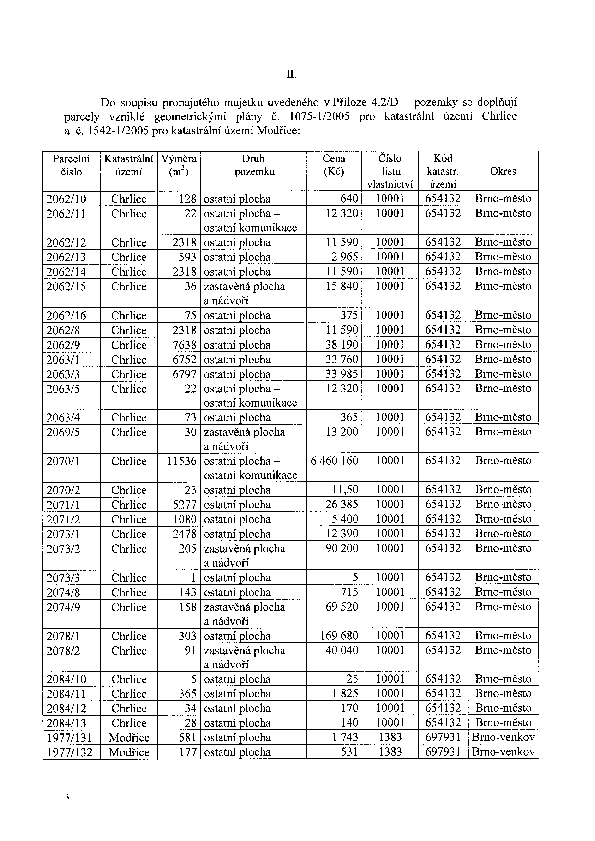 II.
Do soupisu pronajutého majetku uvedeného v Příloze 4.2/D – pozemky se doplňují
parcely vzniklé geometrickými plány č. 1075-1/2005 pro katastrální území Chrlice
a č. 1542-1/2005 pro katastrální území Modřice:
Parcelní číslo Katastrální území Výměra (m²) Druh pozemku Cena (Kč) Číslo listu vlastnictví Kód katastr. území Okres
2062/10 Chrlice 128 ostatní plocha 640 10001 654132 Brno-město
2062/11 Chrlice 22 ostatní plocha – 12 320 10001 654132 Brno-město
ostatní komunikace
2062/12 Chrlice 2318 ostatní plocha 11 590 10001 654132 Brno-město
2062/13 Chrlice 593 ostatní plocha 2 965 10001 654132 Brno-město
2062/14 Chrlice 2318 ostatní plocha 11 590 10001 654132 Brno-město
2062/15 Chrlice 36 zastavěná plocha 15 840 10001 654132 Brno-město
a nádvoří
2062/16 Chrlice 75 ostatní plocha 375 10001 654132 Brno-město
2062/8 Chrlice 2318 ostatní plocha 11 590 10001 654132 Brno-město
2062/9 Chrlice 7638 ostatní plocha 38 190 10001 654132 Brno-město
2063/1 Chrlice 6752 ostatní plocha 33 760 10001 654132 Brno-město
2063/3 Chrlice 6797 ostatní plocha 33 985 10001 654132 Brno-město
2063/5 Chrlice 22 ostatní plocha – 12 320 10001 654132 Brno-město
ostatní komunikace
2063/4 Chrlice 73 ostatní plocha 365 10001 654132 Brno-město
2069/5 Chrlice 30 zastavěná plocha 13 200 10001 654132 Brno-město
a nádvoří
2070/1 Chrlice 11536 ostatní plocha – 6 460 160 10001 654132 Brno-město
ostatní komunikace
2070/2 Chrlice 23 ostatní plocha 11,50 10001 654132 Brno-město
2071/1 Chrlice 5277 ostatní plocha 26 385 10001 654132 Brno-město
2071/2 Chrlice 1080 ostatní plocha 5 400 10001 654132 Brno-město
2073/1 Chrlice 2478 ostatní plocha 12 390 10001 654132 Brno-město
2073/2 Chrlice 205 zastavěná plocha 90 200 10001 654132 Brno-město
a nádvoří
2073/3 Chrlice 1 ostatní plocha 5 10001 654132 Brno-město
2074/8 Chrlice 143 ostatní plocha 715 10001 654132 Brno-město
2074/9 Chrlice 158 zastavěná plocha 69 520 10001 654132 Brno-město
a nádvoří
2078/1 Chrlice 303 ostatní plocha 169 680 10001 654132 Brno-město
2078/2 Chrlice 91 zastavěná plocha 40 040 10001 654132 Brno-město
a nádvoří
2084/10 Chrlice 5 ostatní plocha 25 10001 654132 Brno-město
2084/11 Chrlice 365 ostatní plocha 1 825 10001 654132 Brno-město
2084/12 Chrlice 34 ostatní plocha 170 10001 654132 Brno-město
2084/13 Chrlice 28 ostatní plocha 140 10001 654132 Brno-město
1977/131 Modřice 581 ostatní plocha 1 743 1383 697931 Brno-venkov
1977/132 Modřice 177 ostatní plocha 531 1383 697931 Brno-venkov